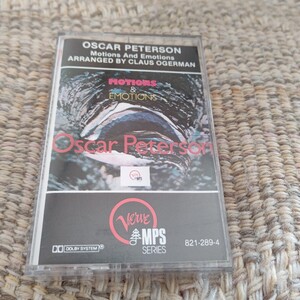 OSCAR PETERSON
Motions And Emotions
ARRANGED BY CLAUS OGERMAN
MOTIONS
& EMOTIONS
Oscar Peterson
Verve
MPS
SERIES
DOLBY SYSTEM®
821-289-4